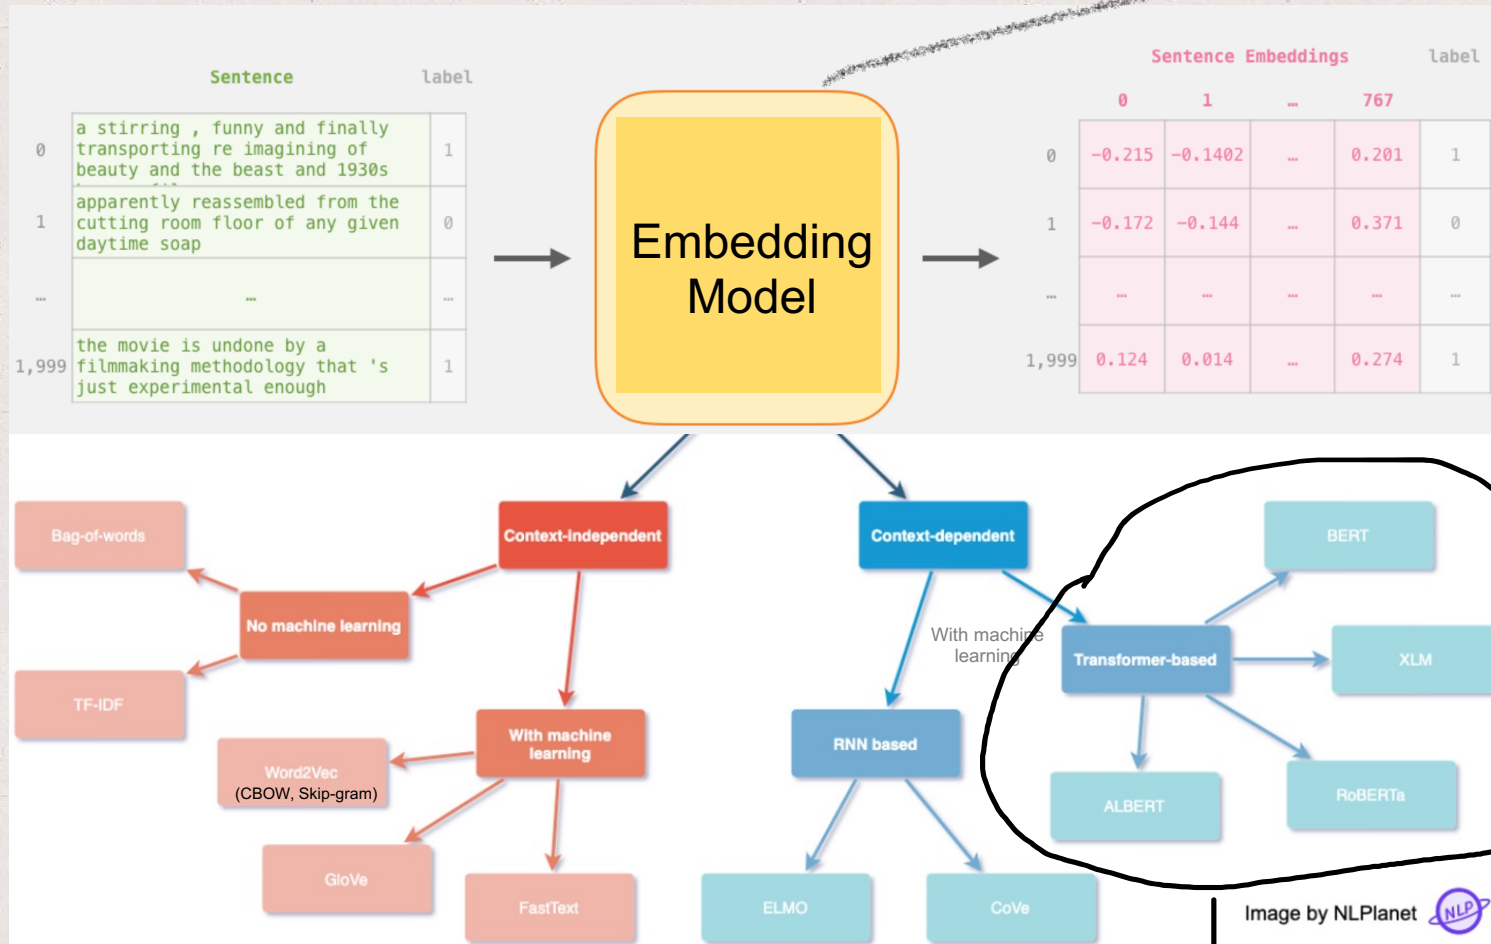 Sentence label
0 a stirring , funny and finally 1
transporting re imagining of
beauty and the beast and 1930s
1 apparently reassembled from the 0
cutting room floor of any given
daytime soap
… … …
1,999 the movie is undone by a 1
filmmaking methodology that 's
just experimental enough
Embedding
Model
Sentence Embeddings label
0 1 … 767
0 -0.215 -0.1402 … 0.201 1
1 -0.172 -0.144 … 0.371 0
… … … … … …
1,999 0.124 0.014 … 0.274 1
Context-independent
Bag-of-words
No machine learning
TF-IDF
With machine
learning
Word2Vec
(CBOW, Skip-gram)
GloVe
FastText
Context-dependent
With machine
learning
RNN based
ELMO
CoVe
Transformer-based
BERT
XLM
RoBERTa
ALBERT
Image by NLPlanet
NLP